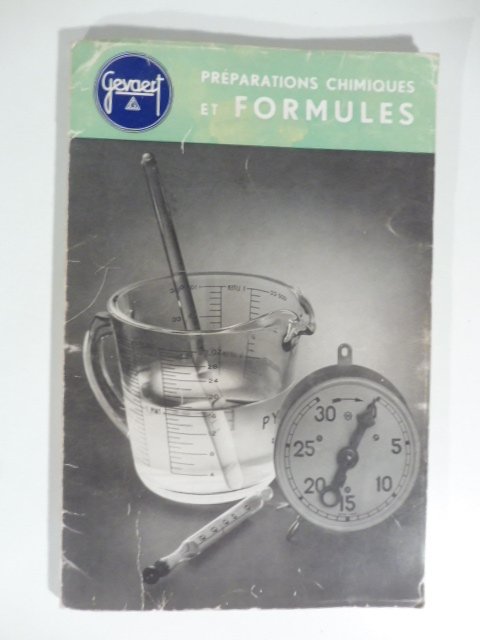 Gevaert
PRÉPARATIONS CHIMIQUES
ET FORMULES
PY
30
25
20
15
10
5